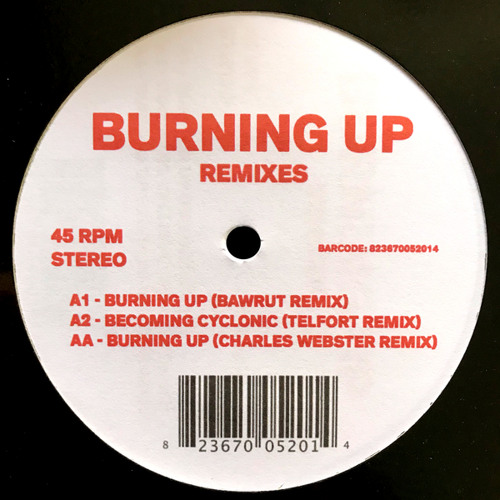 BURNING UP
REMIXES
45 RPM
STEREO
BARCODE: 823670052014
A1 - BURNING UP (BAWRUT REMIX)
A2 - BECOMING CYCLONIC (TELFORT REMIX)
AA - BURNING UP (CHARLES WEBSTER REMIX)
8 23670 05201 4